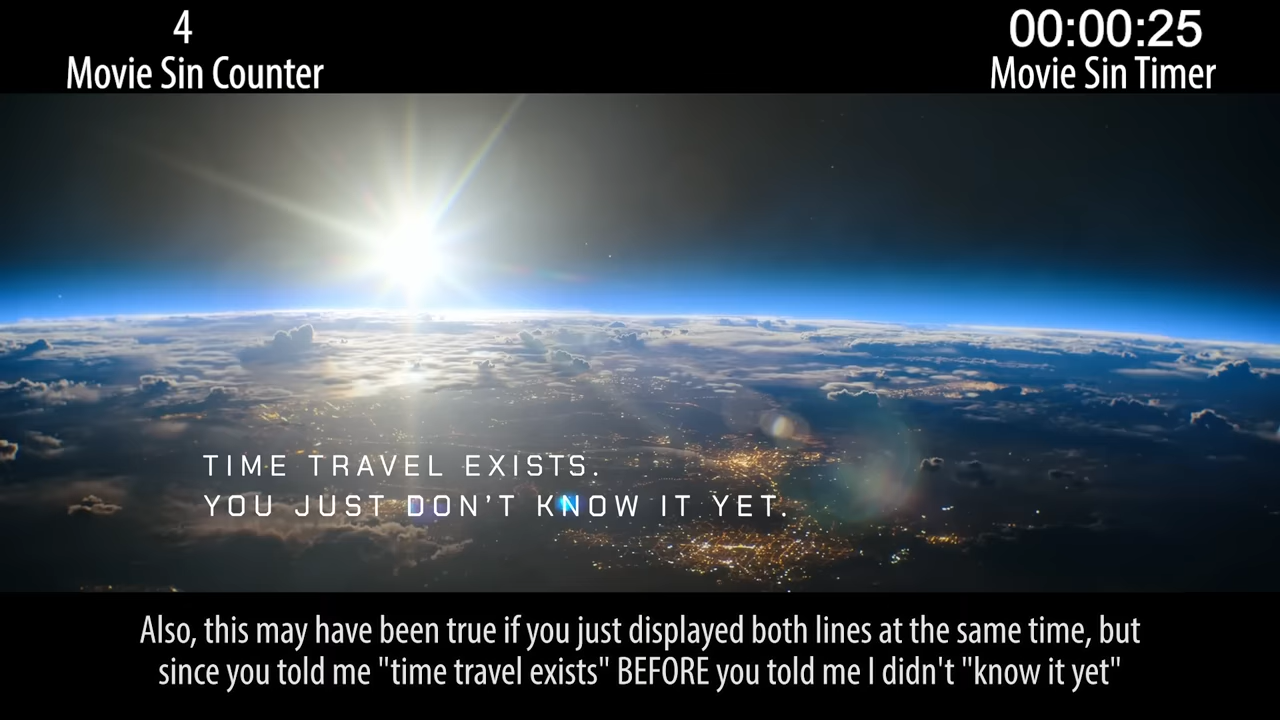 4
Movie Sin Counter
00:00:25
Movie Sin Timer
TIME TRAVEL EXISTS.
YOU JUST DON'T KNOW IT YET.
Also, this may have been true if you just displayed both lines at the same time, but
since you told me "time travel exists" BEFORE you told me I didn't "know it yet"